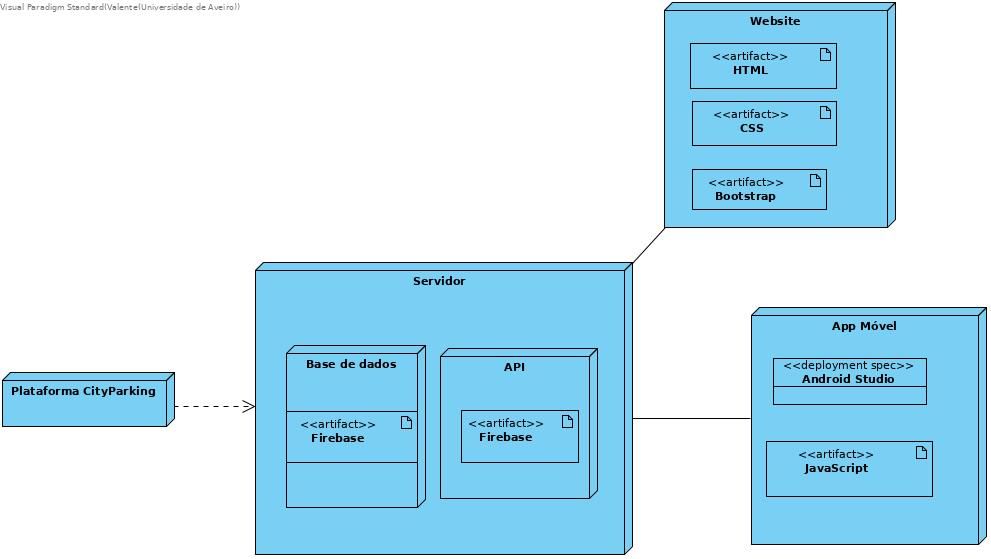 Visual Paradigm Standard(Valente(Universidade de Aveiro))
Website
<<artifact>>
HTML
<<artifact>>
CSS
<<artifact>>
Bootstrap
Servidor
Base de dados
<<artifact>>
Firebase
API
<<artifact>>
Firebase
Plataforma CityParking
App Móvel
<<deployment spec>>
Android Studio
<<artifact>>
JavaScript